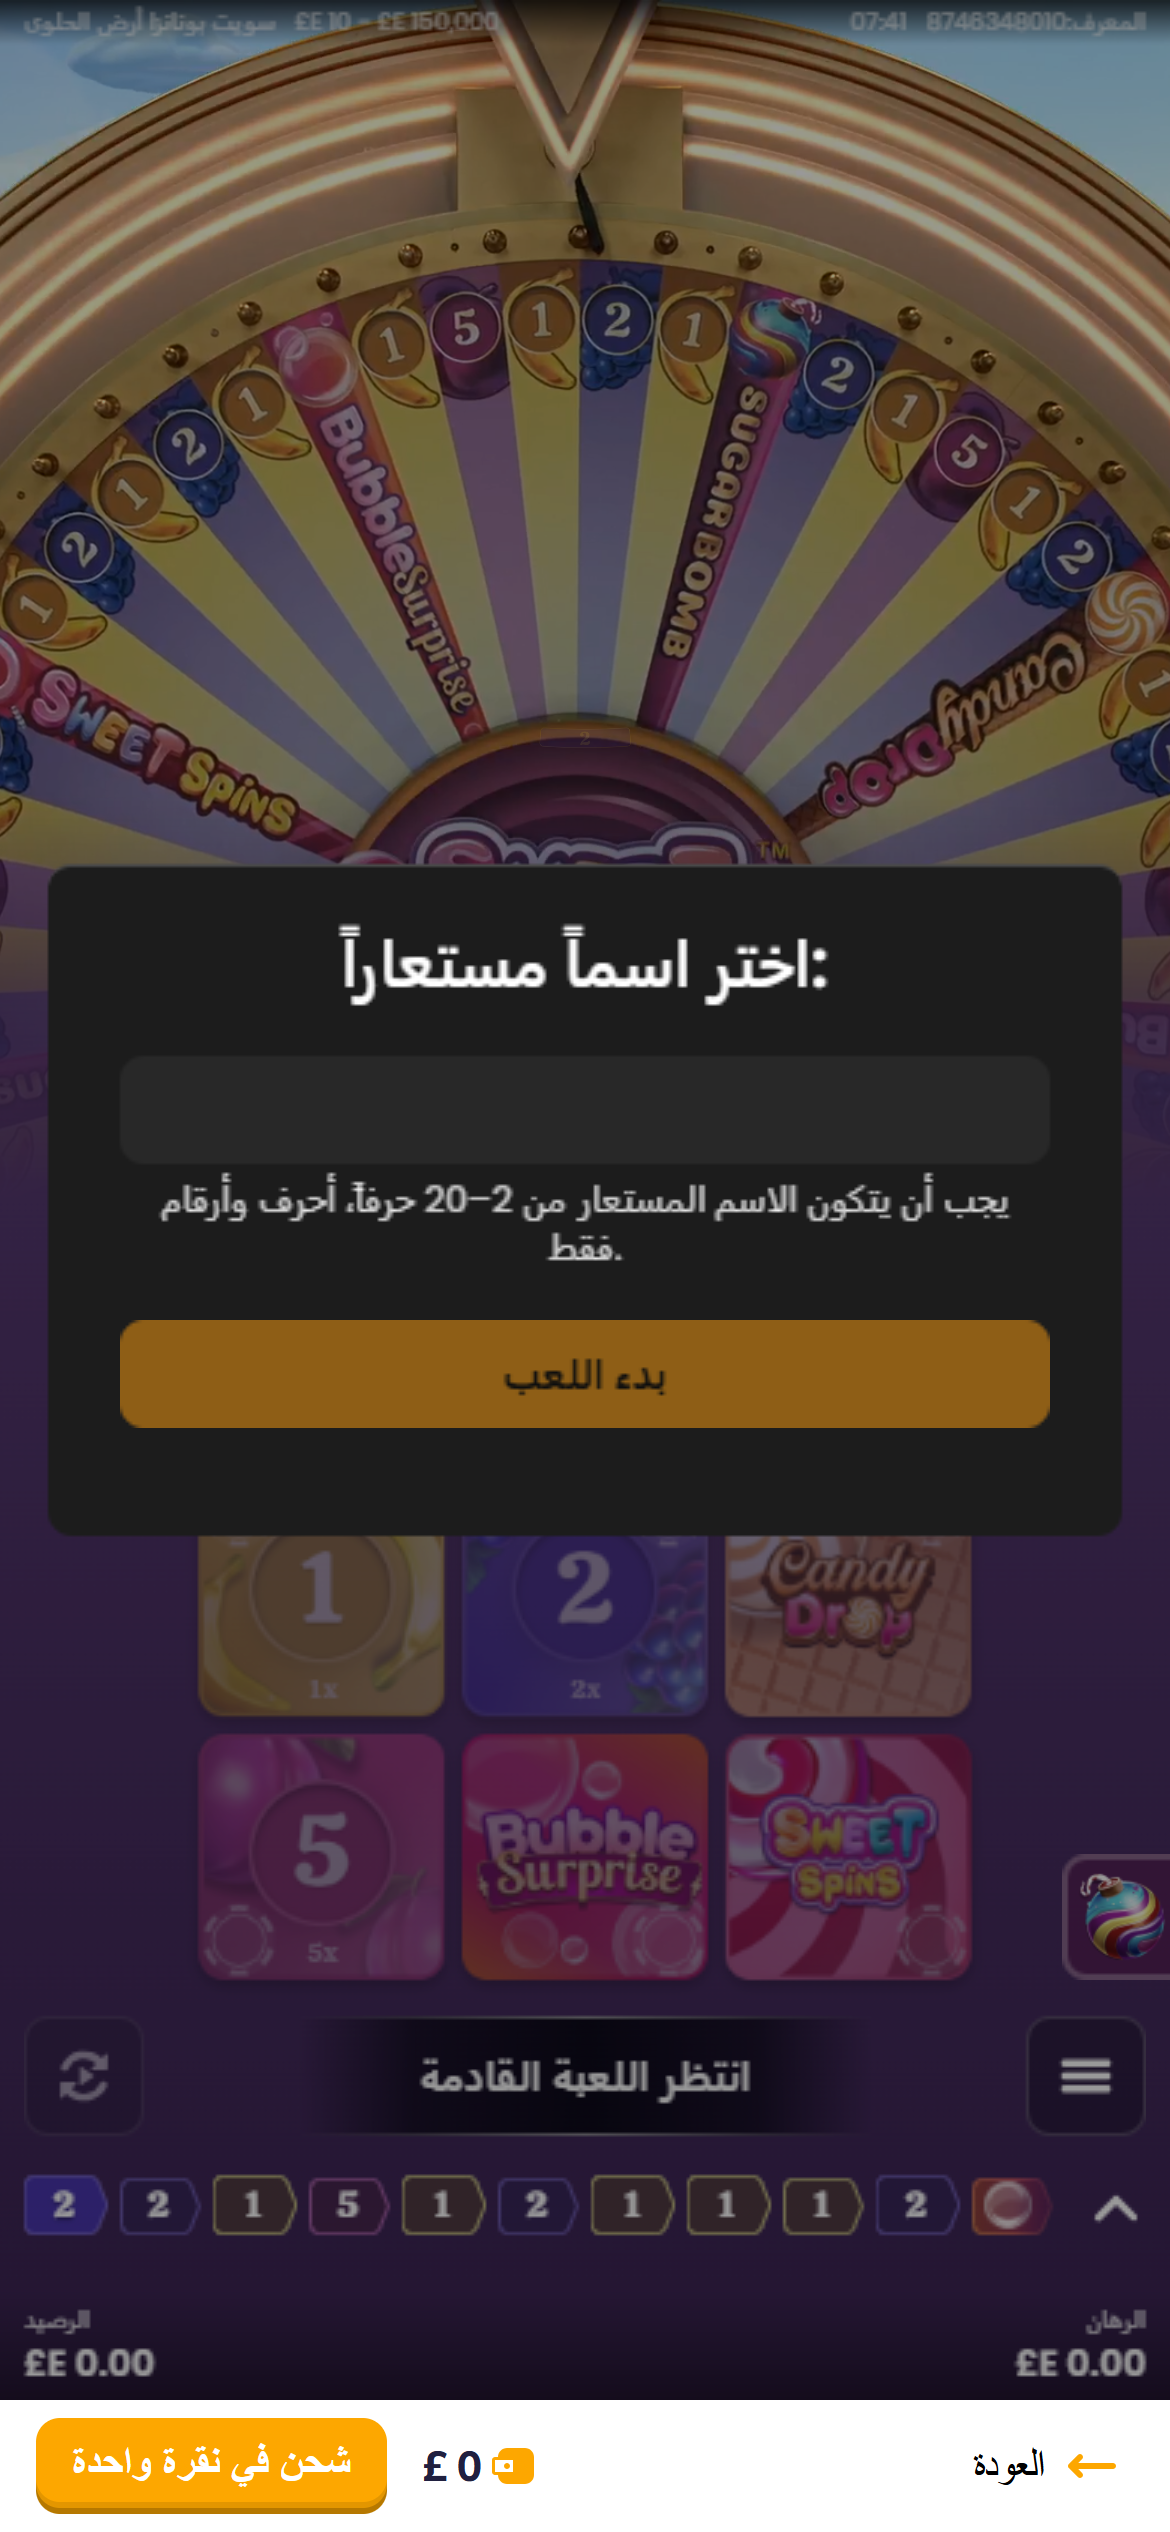 سويت بونانزا أرض الحلوى £E 10 - £E 150,000
المعرف:8746348010 07:41
1 2 1 2 1 Bubble Surprise 1 5 1 2 1 SUGAR BOMB 2 1 5 1 2 Candy Drop 1
SWEET SPINS
2
TM
اختر اسماً مستعاراً:
يجب أن يتكون الاسم المستعار من 2–20 حرفاً، أحرف وأرقام
فقط.
بدء اللعب
1 2 Candy Drop
1x 2x
5 Bubble Surprise SWEET SPINS
5x
انتظر اللعبة القادمة
2 2 1 5 1 2 1 1 1 2
الرصيد الرهان
£E 0.00 £E 0.00
شحن في نقرة واحدة £ 0 العودة